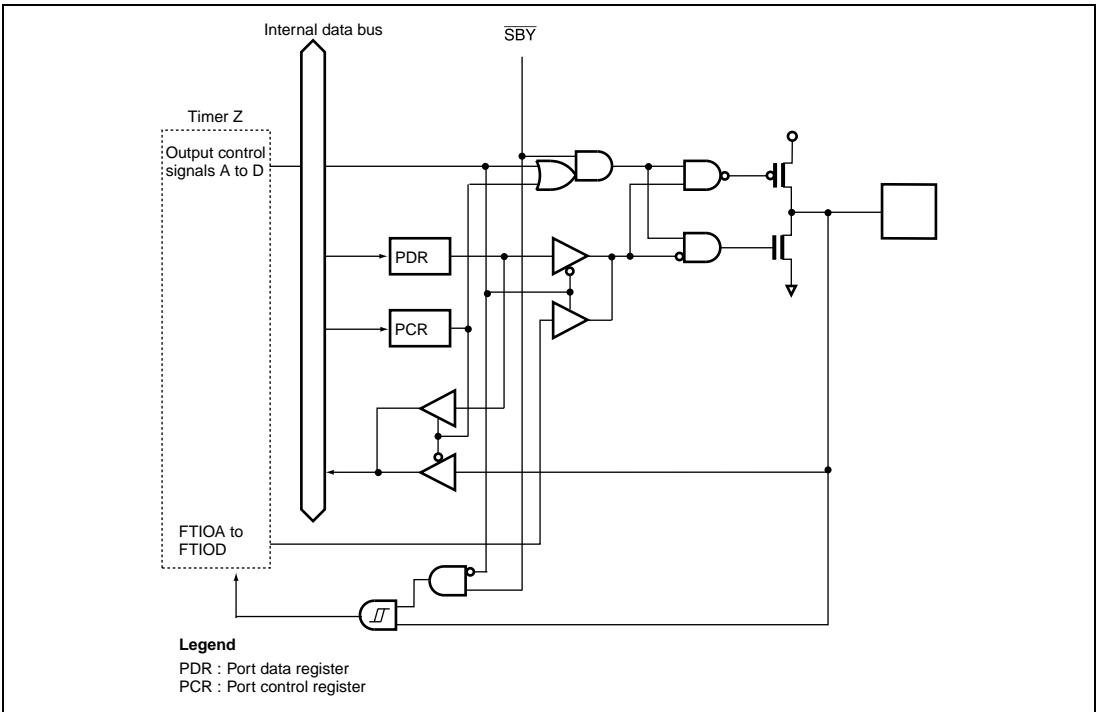 Internal data bus
SBY
Timer Z
Output control
signals A to D
PDR
PCR
FTIOA to
FTIOD
Legend
PDR : Port data register
PCR : Port control register